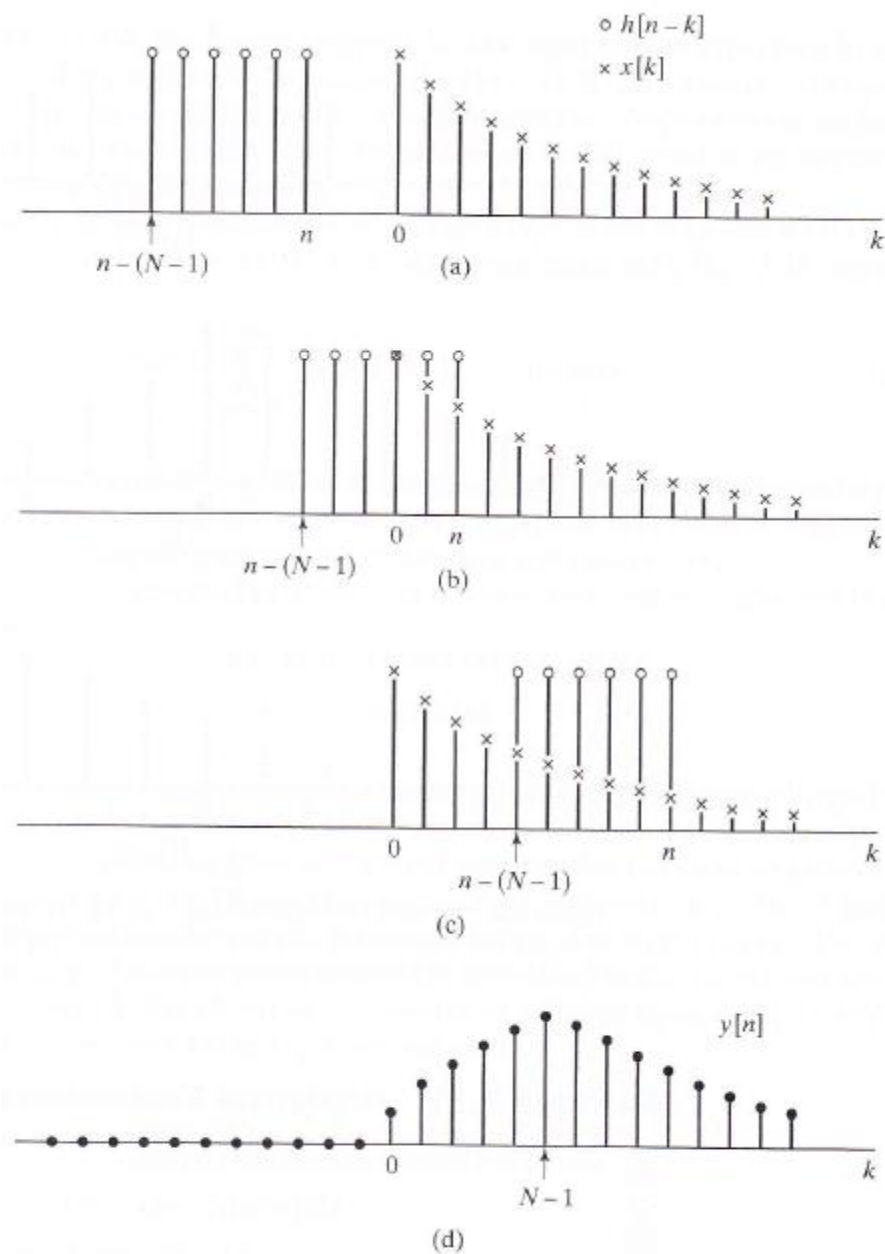 ○ h[n – k]
× x[k]
n
0
k
n – (N – 1)
(a)
0
n
k
n – (N – 1)
(b)
0
n
k
n – (N – 1)
(c)
y[n]
0
k
N – 1
(d)